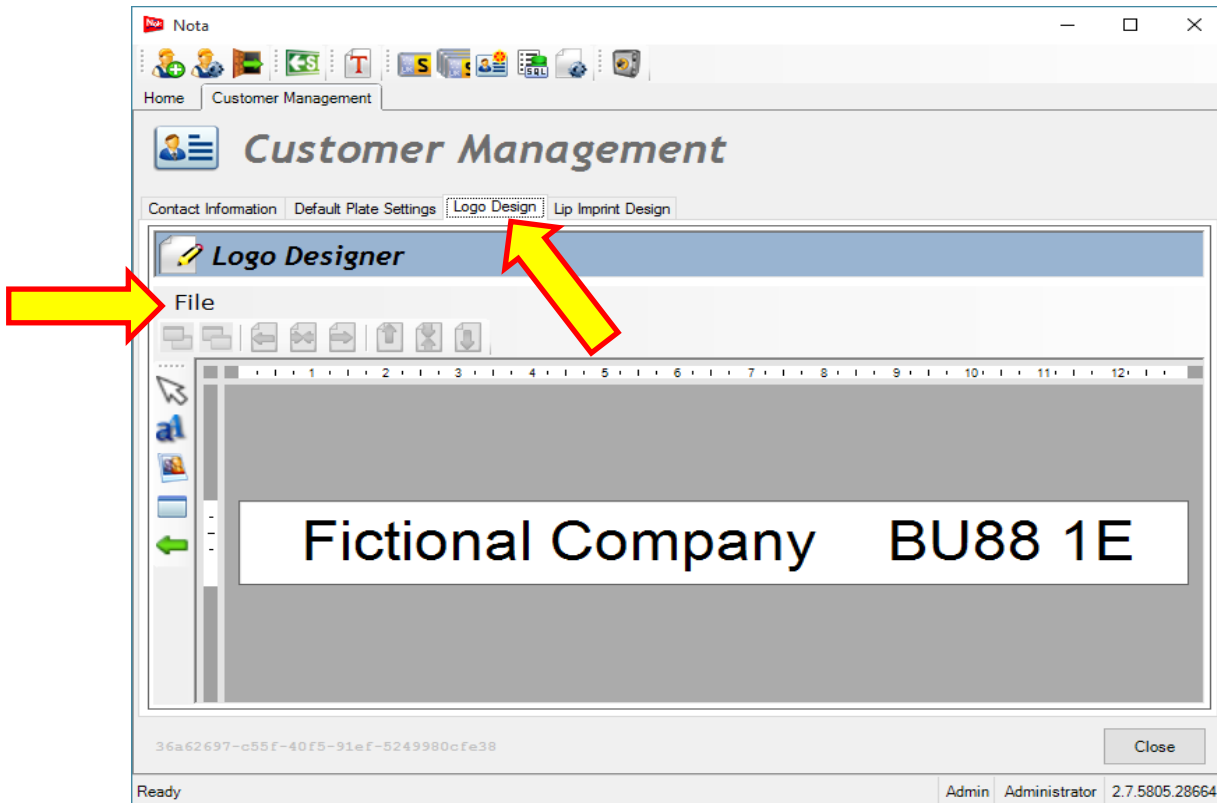 Nota
Home Customer Management
Customer Management
Contact Information Default Plate Settings Logo Design Lip Imprint Design
Logo Designer
File
1 2 3 4 5 6 7 8 9 10 11 12
Fictional Company BU88 1E
36a62697-c55f-40f5-91ef-5249980cfe38
Close
Ready Admin Administrator 2.7.5805.28664